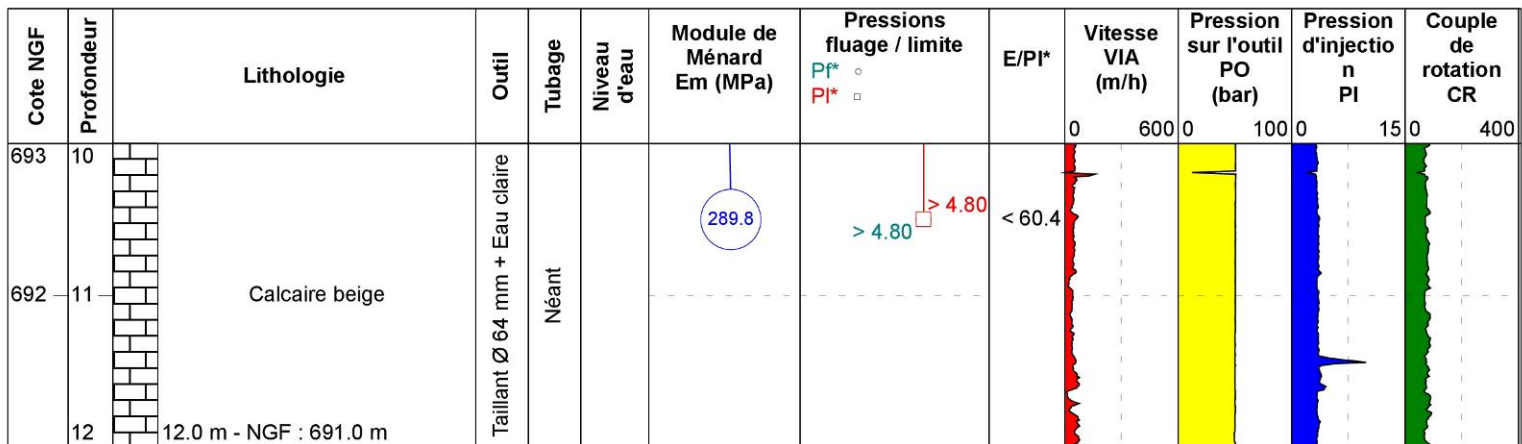 Cote NGF
Profondeur
Lithologie
Outil
Tubage
Niveau
d'eau
Module de
Ménard
Em (MPa)
Pressions
fluage / limite
Pf*
Pl*
E/Pl*
Vitesse
VIA
(m/h)
0 600
Pression
sur l'outil
PO
(bar)
0 100
Pression
d'injectio
n
PI
0 15
Couple
de
rotation
CR
0 400
693
10
692
11
12
Calcaire beige
12.0 m - NGF : 691.0 m
Taillant Ø 64 mm + Eau claire
Néant
289.8
> 4.80
> 4.80
< 60.4